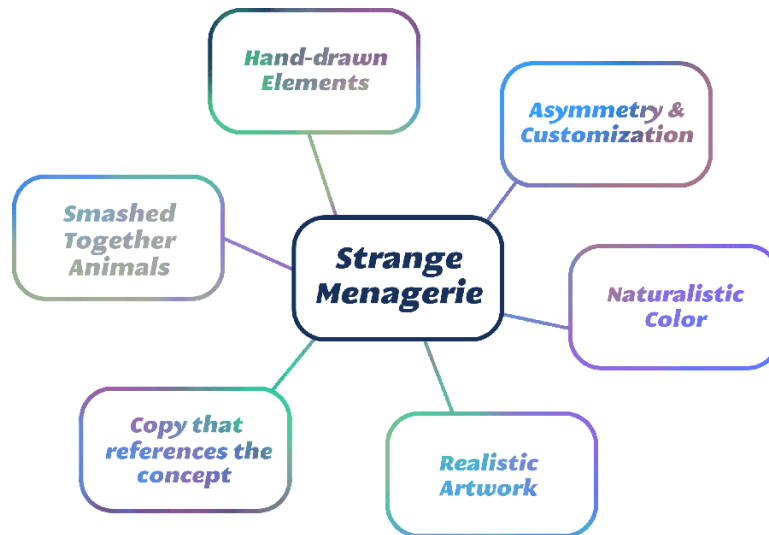 Hand-drawn
Elements
Asymmetry &
Customization
Smashed
Together
Animals
Strange
Menagerie
Naturalistic
Color
Copy that
references the
concept
Realistic
Artwork